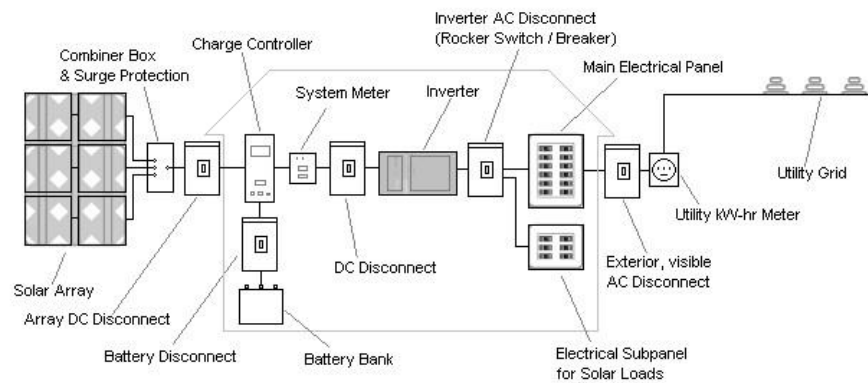 Inverter AC Disconnect
(Rocker Switch / Breaker)
Charge Controller
Combiner Box
& Surge Protection
Main Electrical Panel
System Meter
Inverter
Utility Grid
Utility kW-hr Meter
DC Disconnect
Exterior, visible
AC Disconnect
Solar Array
Array DC Disconnect
Battery Disconnect
Battery Bank
Electrical Subpanel
for Solar Loads